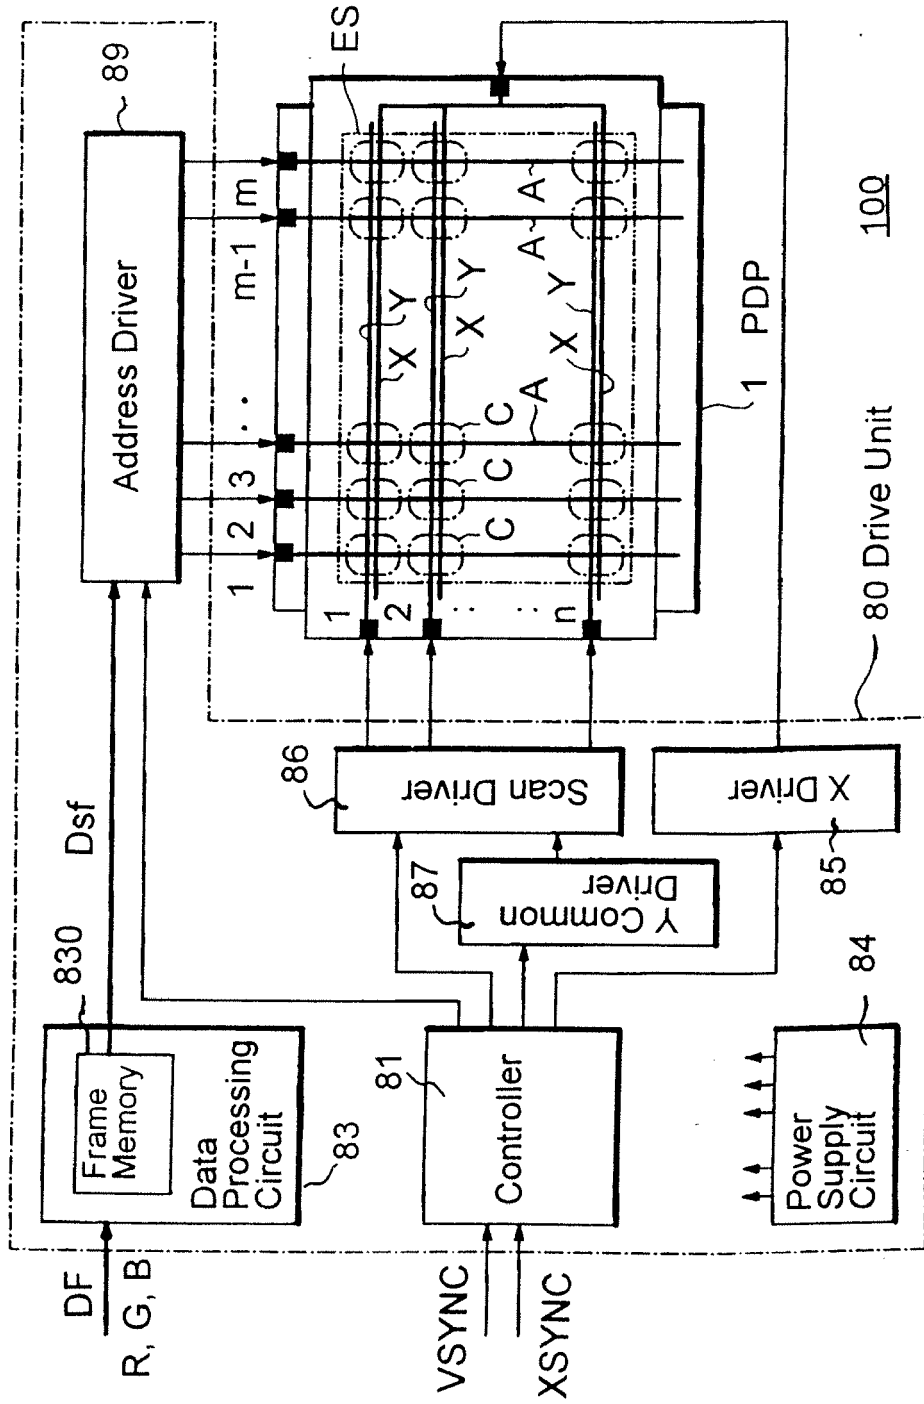 DF
R, G, B
Frame
Memory
830
Data
Processing
Circuit
83
Dsf
Address Driver
89
VSYNC
XSYNC
Controller
81
Y Common
Driver
87
Scan Driver
86
X Driver
85
Power
Supply
Circuit
84
1
2
3
. .
m-1
m
1
2
. .
. .
n
ES
X
Y
X
Y
X
Y
C
C
C
A
A
A
1 PDP
80 Drive Unit
100